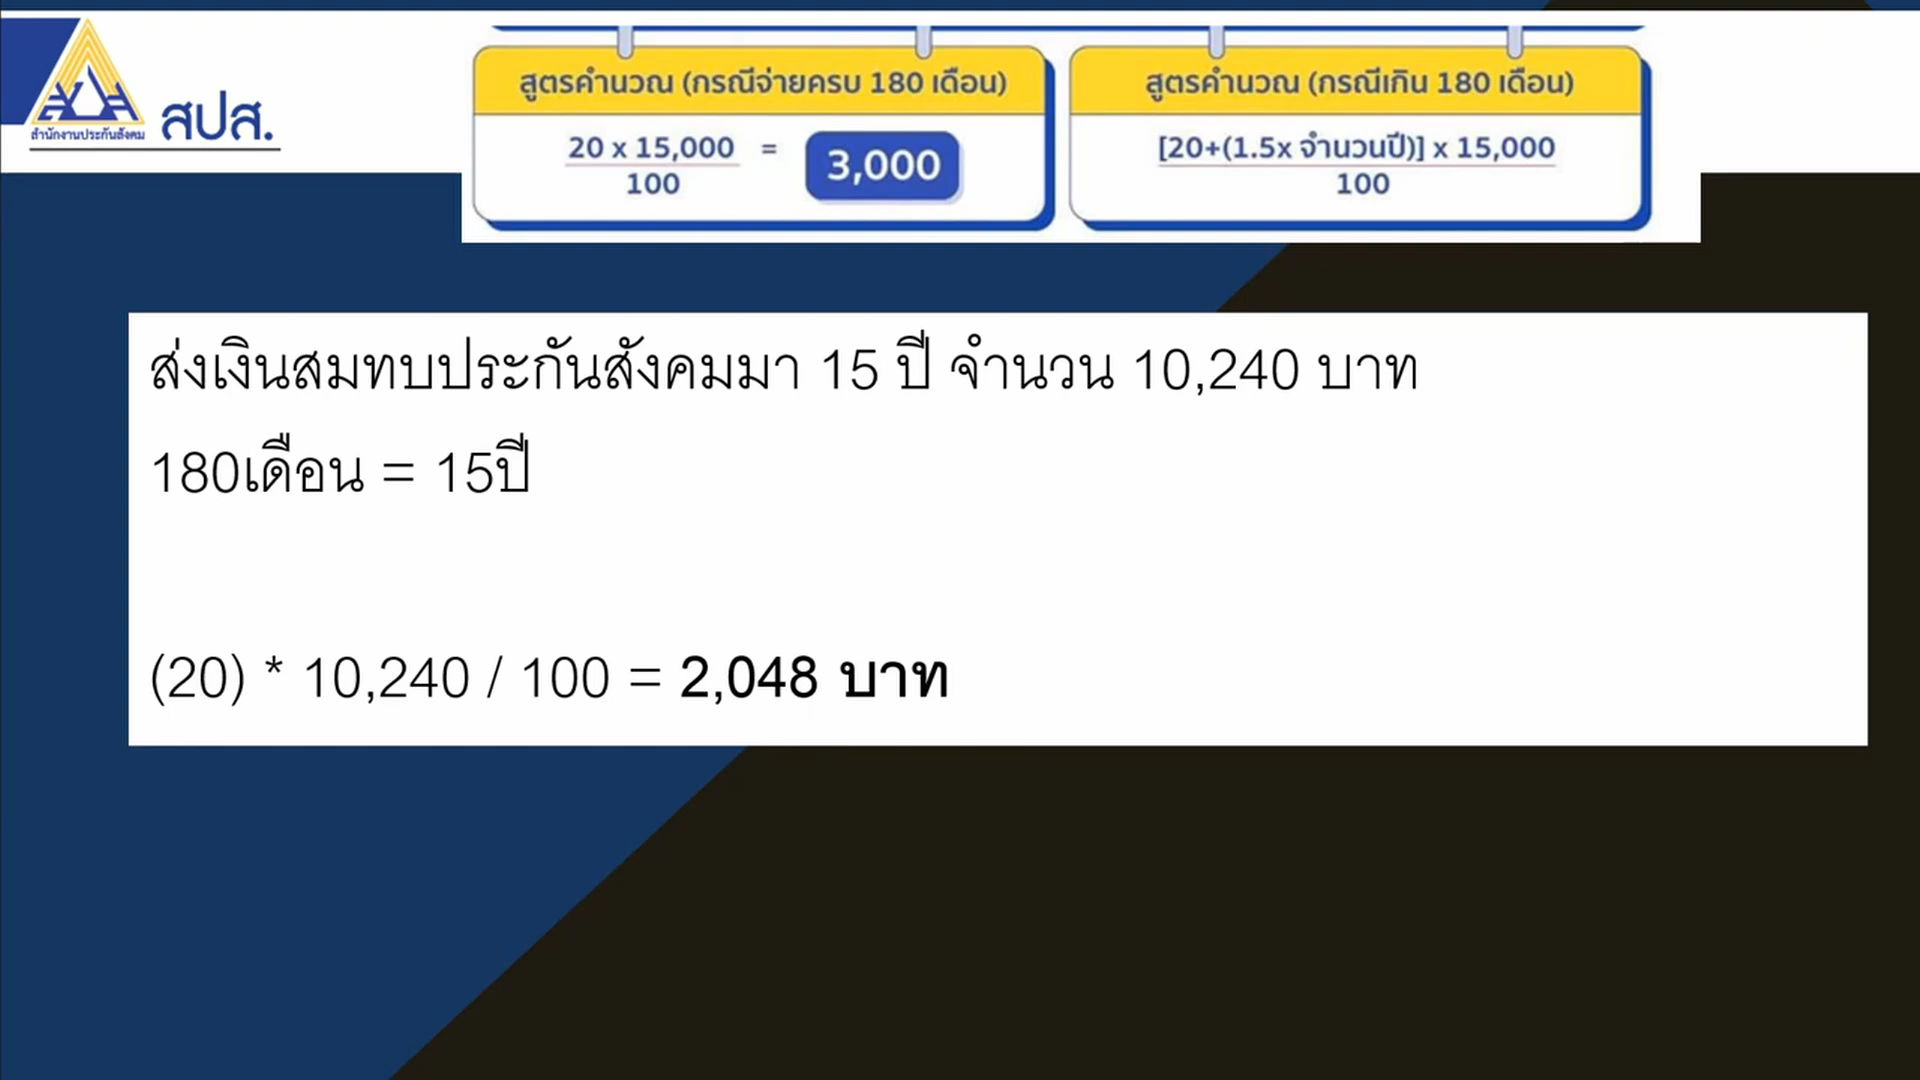 สำนักงานประกันสังคม
สปส.
สูตรคำนวณ (กรณีจ่ายครบ 180 เดือน)
20 x 15,000
100
= 3,000
สูตรคำนวณ (กรณีเกิน 180 เดือน)
[20+(1.5x จำนวนปี)] x 15,000
100
ส่งเงินสมทบประกันสังคมมา 15 ปี จำนวน 10,240 บาท
180เดือน = 15ปี
(20) * 10,240 / 100 = 2,048 บาท